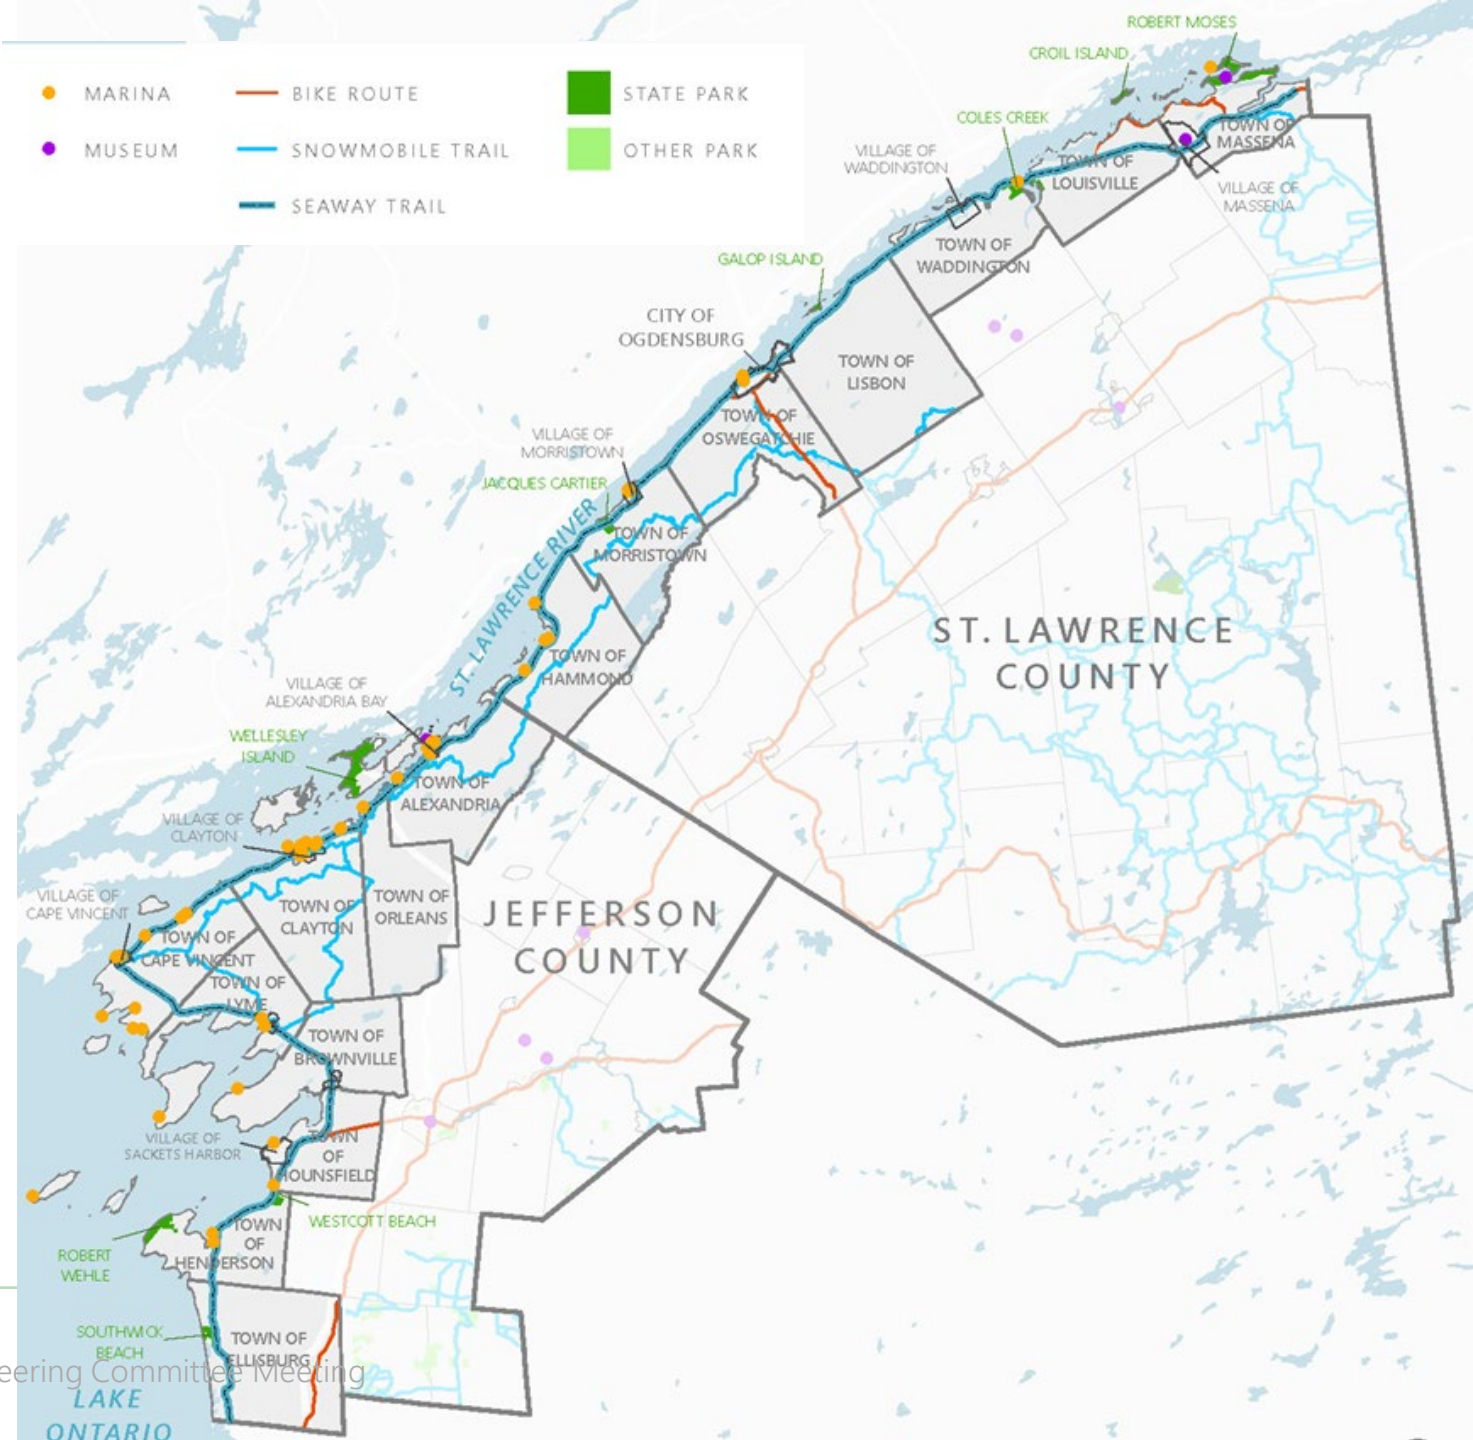 ROBERT MOSES
CROIL ISLAND
MARINA
BIKE ROUTE
STATE PARK
COLES CREEK
MUSEUM
SNOWMOBILE TRAIL
OTHER PARK
VILLAGE OF
WADDINGTON
TOWN OF
MASSENA
TOWN OF
LOUISVILLE
VILLAGE OF
MASSENA
SEAWAY TRAIL
TOWN OF
WADDINGTON
GALOP ISLAND
CITY OF
OGDENSBURG
TOWN OF
LISBON
TOWN OF
OSWEGATCHIE
VILLAGE OF
MORRISTOWN
JACQUES CARTIER
TOWN OF
MORRISTOWN
ST. LAWRENCE RIVER
ST. LAWRENCE
COUNTY
TOWN OF
HAMMOND
VILLAGE OF
ALEXANDRIA BAY
WELLESLEY
ISLAND
TOWN OF
ALEXANDRIA
VILLAGE OF
CLAYTON
VILLAGE OF
CAPE VINCENT
TOWN OF
CLAYTON
TOWN OF
ORLEANS
JEFFERSON
COUNTY
TOWN OF
CAPE VINCENT
TOWN OF
LYME
TOWN OF
BROWNVILLE
VILLAGE OF
SACKETS HARBOR
TOWN
OF
HOUNSFIELD
WESTCOTT BEACH
TOWN
OF
HENDERSON
ROBERT
WEHLE
SOUTHWICK
BEACH
TOWN OF
ELLISBURG
eering Committee Meeting
LAKE
ONTARIO